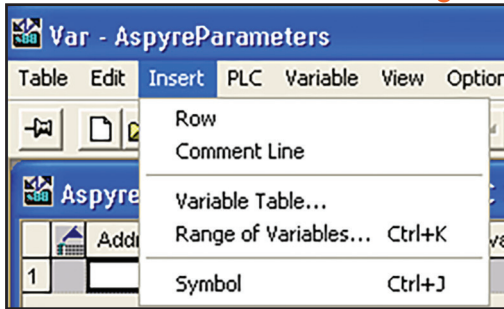 Var - AspyreParameters
Table Edit Insert PLC Variable View
Row
Comment Line
Aspyre
Variable Table...
Range of Variables... Ctrl+K
Symbol Ctrl+J
1